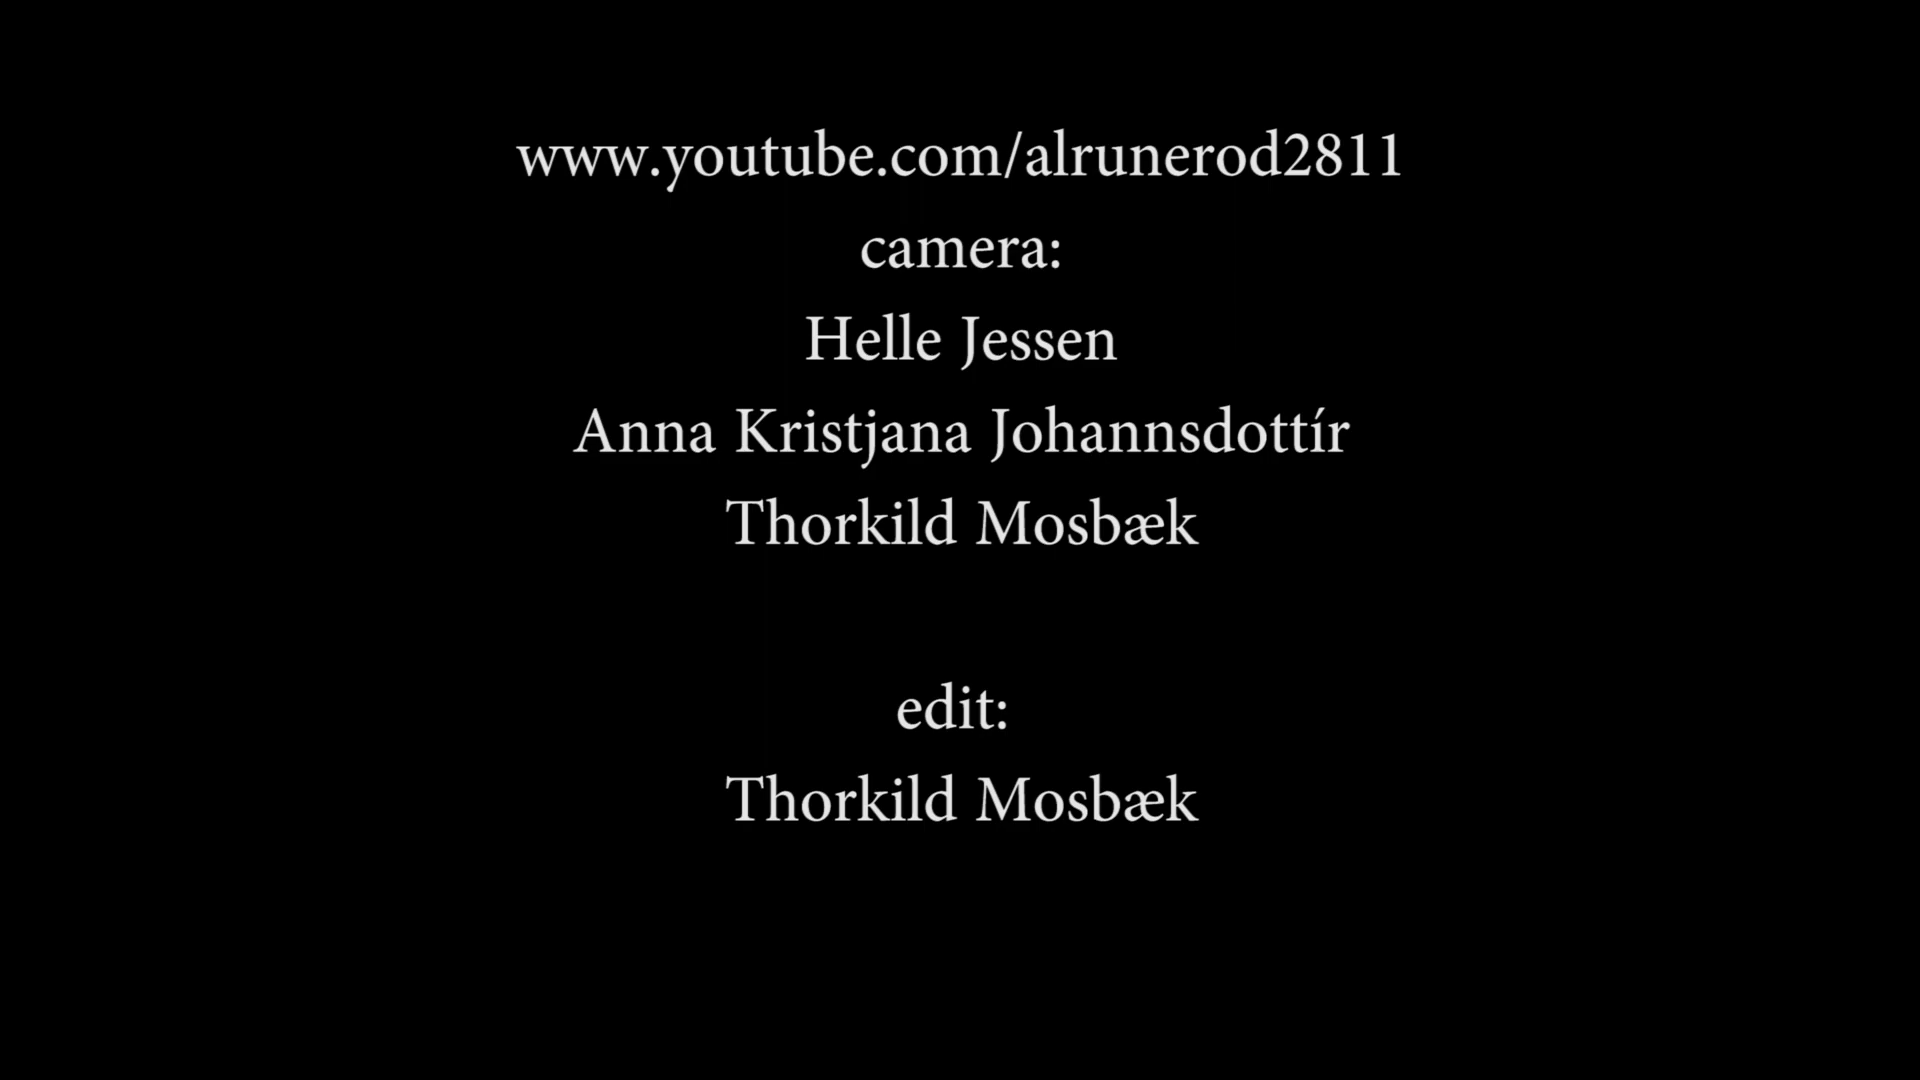 www.youtube.com/alrunerod2811
camera:
Helle Jessen
Anna Kristjana Johannsdottír
Thorkild Mosbæk
edit:
Thorkild Mosbæk